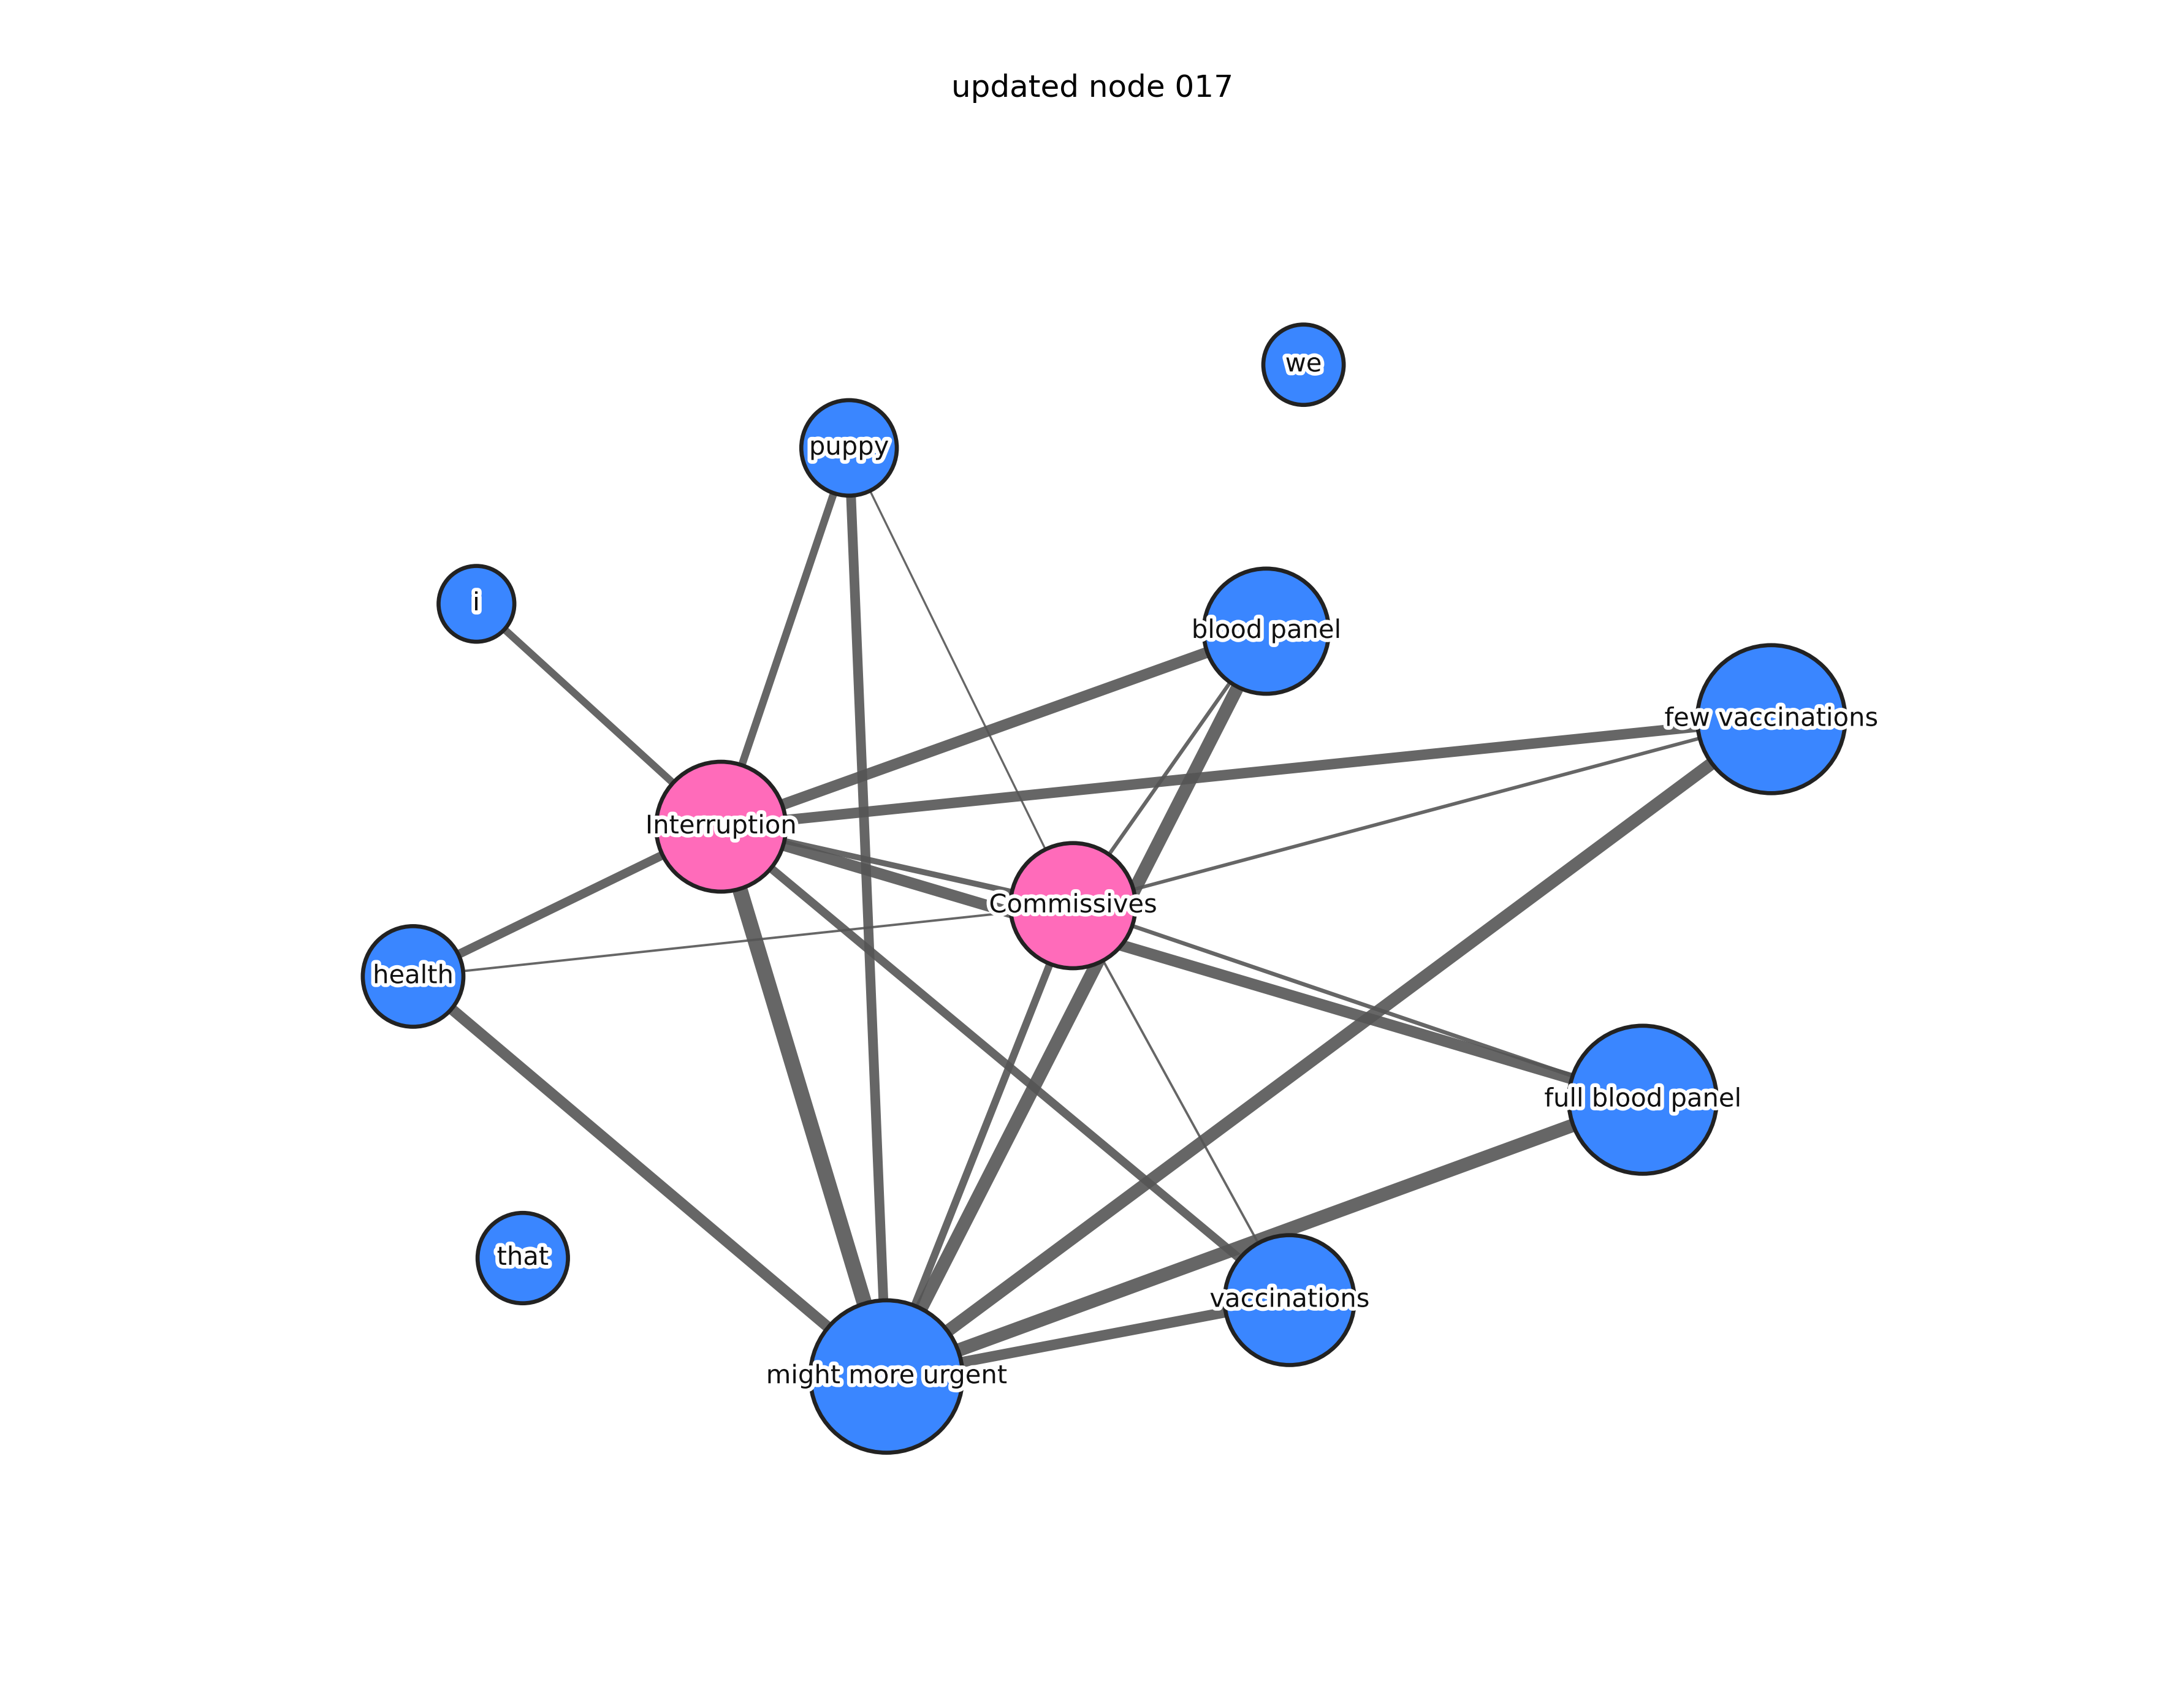 updated node 017
we
puppy
i
blood panel
few vaccinations
Interruption
Commissives
health
full blood panel
that
vaccinations
might more urgent